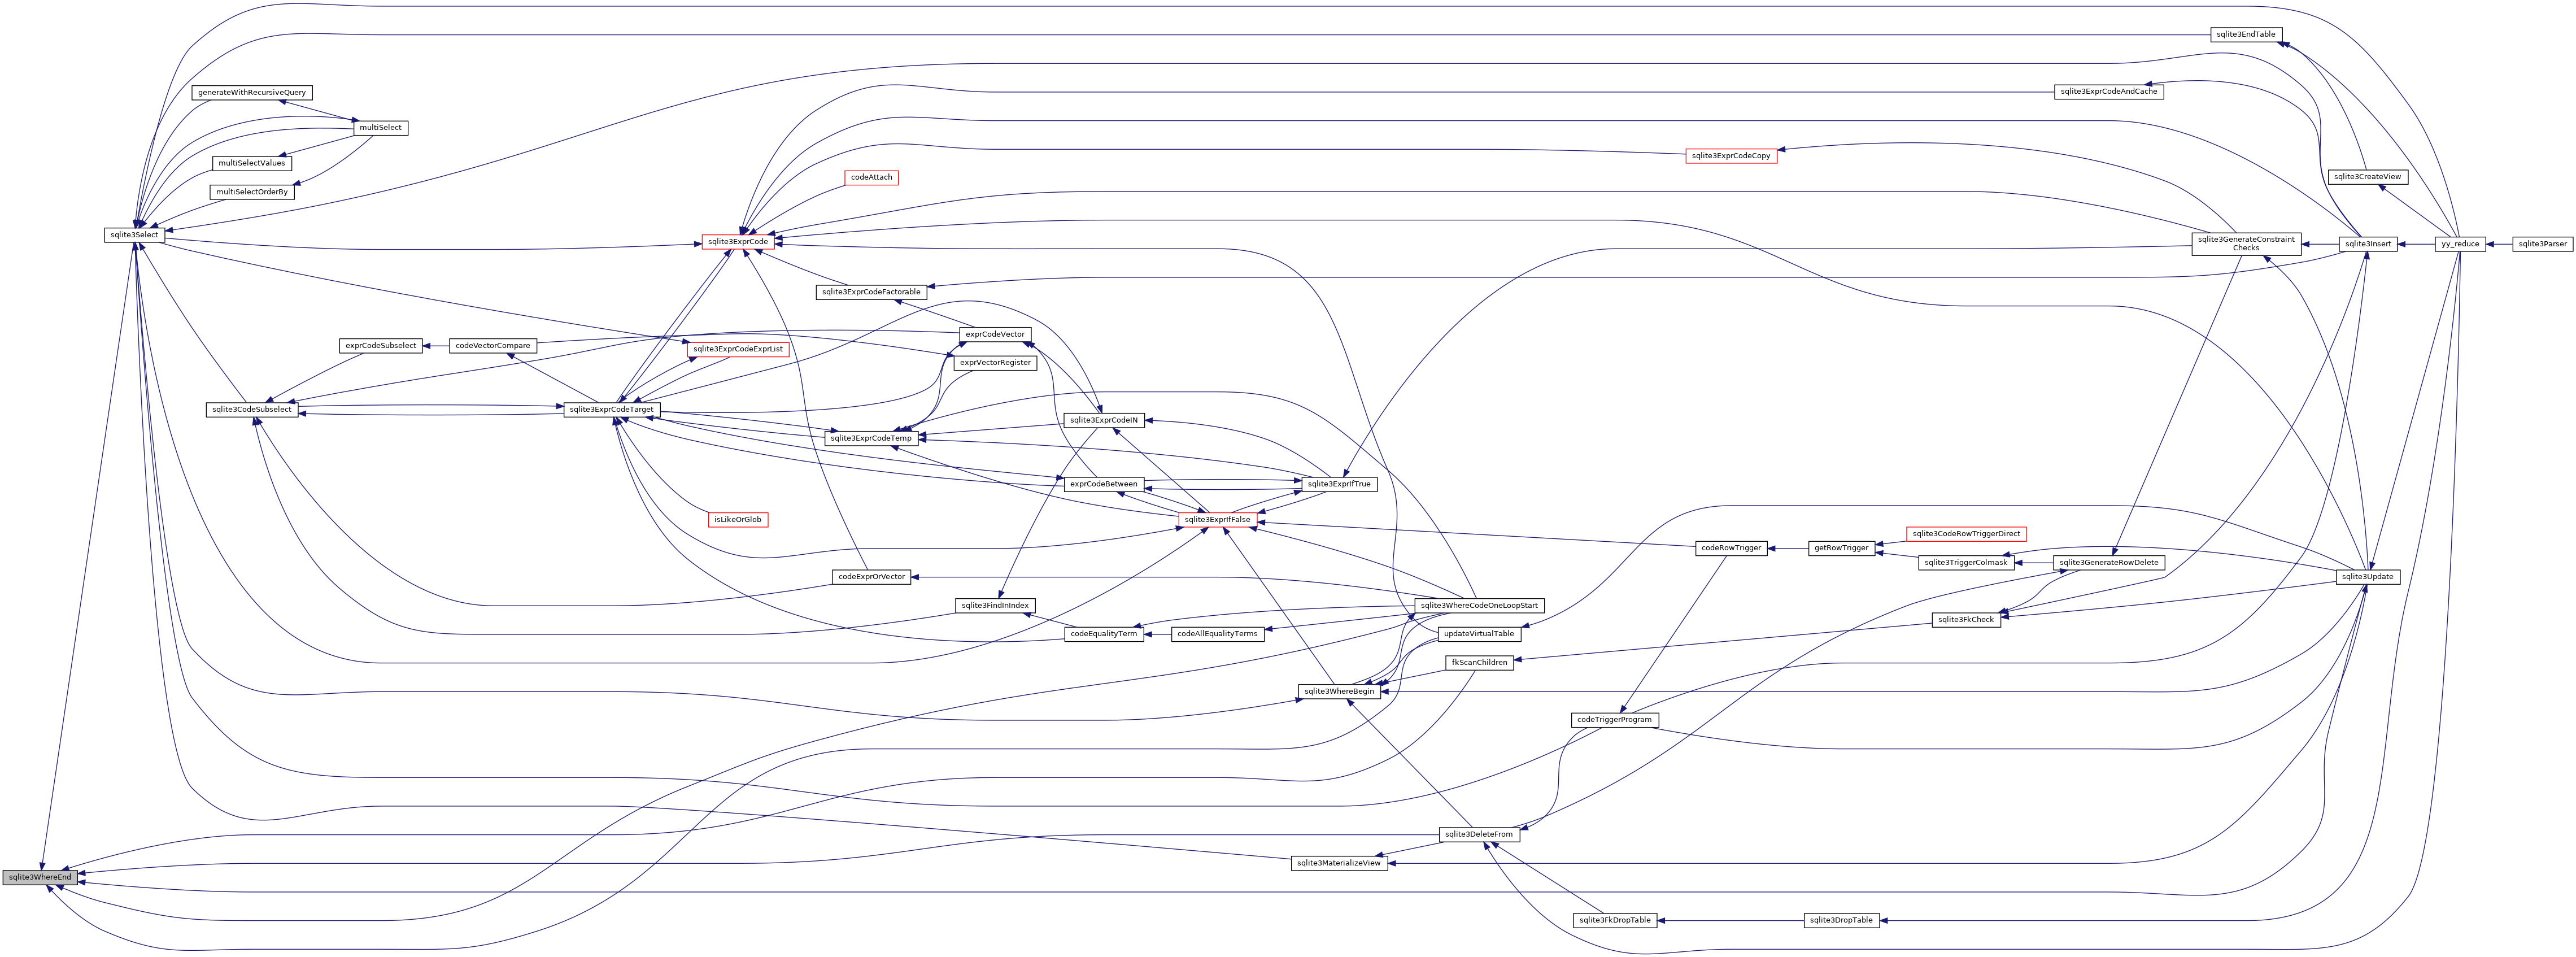 sqlite3EndTable
generateWithRecursiveQuery
sqlite3ExprCodeAndCache
multiSelect
sqlite3ExprCodeCopy
multiSelectValues
codeAttach
sqlite3CreateView
multiSelectOrderBy
sqlite3Select
sqlite3ExprCode
sqlite3GenerateConstraint
Checks
sqlite3Insert
yy_reduce
sqlite3Parser
sqlite3ExprCodeFactorable
exprCodeVector
exprCodeSubselect
codeVectorCompare
sqlite3ExprCodeExprList
exprVectorRegister
sqlite3CodeSubselect
sqlite3ExprCodeTarget
sqlite3ExprCodeIN
sqlite3ExprCodeTemp
exprCodeBetween
sqlite3ExprIfTrue
isLikeOrGlob
sqlite3ExprIfFalse
sqlite3CodeRowTriggerDirect
codeRowTrigger
getRowTrigger
sqlite3TriggerColmask
sqlite3GenerateRowDelete
codeExprOrVector
sqlite3Update
sqlite3FindInIndex
sqlite3WhereCodeOneLoopStart
sqlite3FkCheck
codeEqualityTerm
codeAllEqualityTerms
updateVirtualTable
fkScanChildren
sqlite3WhereBegin
codeTriggerProgram
sqlite3DeleteFrom
sqlite3MaterializeView
sqlite3WhereEnd
sqlite3FkDropTable
sqlite3DropTable